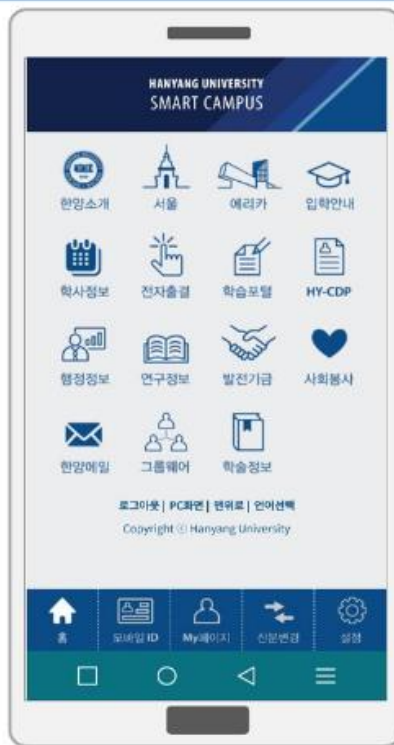 HANYANG UNIVERSITY
SMART CAMPUS
한양소개 서울 에리카 입학안내
학사정보 전자출결 학습포털 HY-CDP
행정정보 연구정보 발전기금 사회봉사
한양메일 그룹웨어 학술정보
로그아웃 | PC화면 | 맨위로 | 언어선택
Copyright ⓒ Hanyang University
홈 모바일 ID My페이지 신분변경 설정